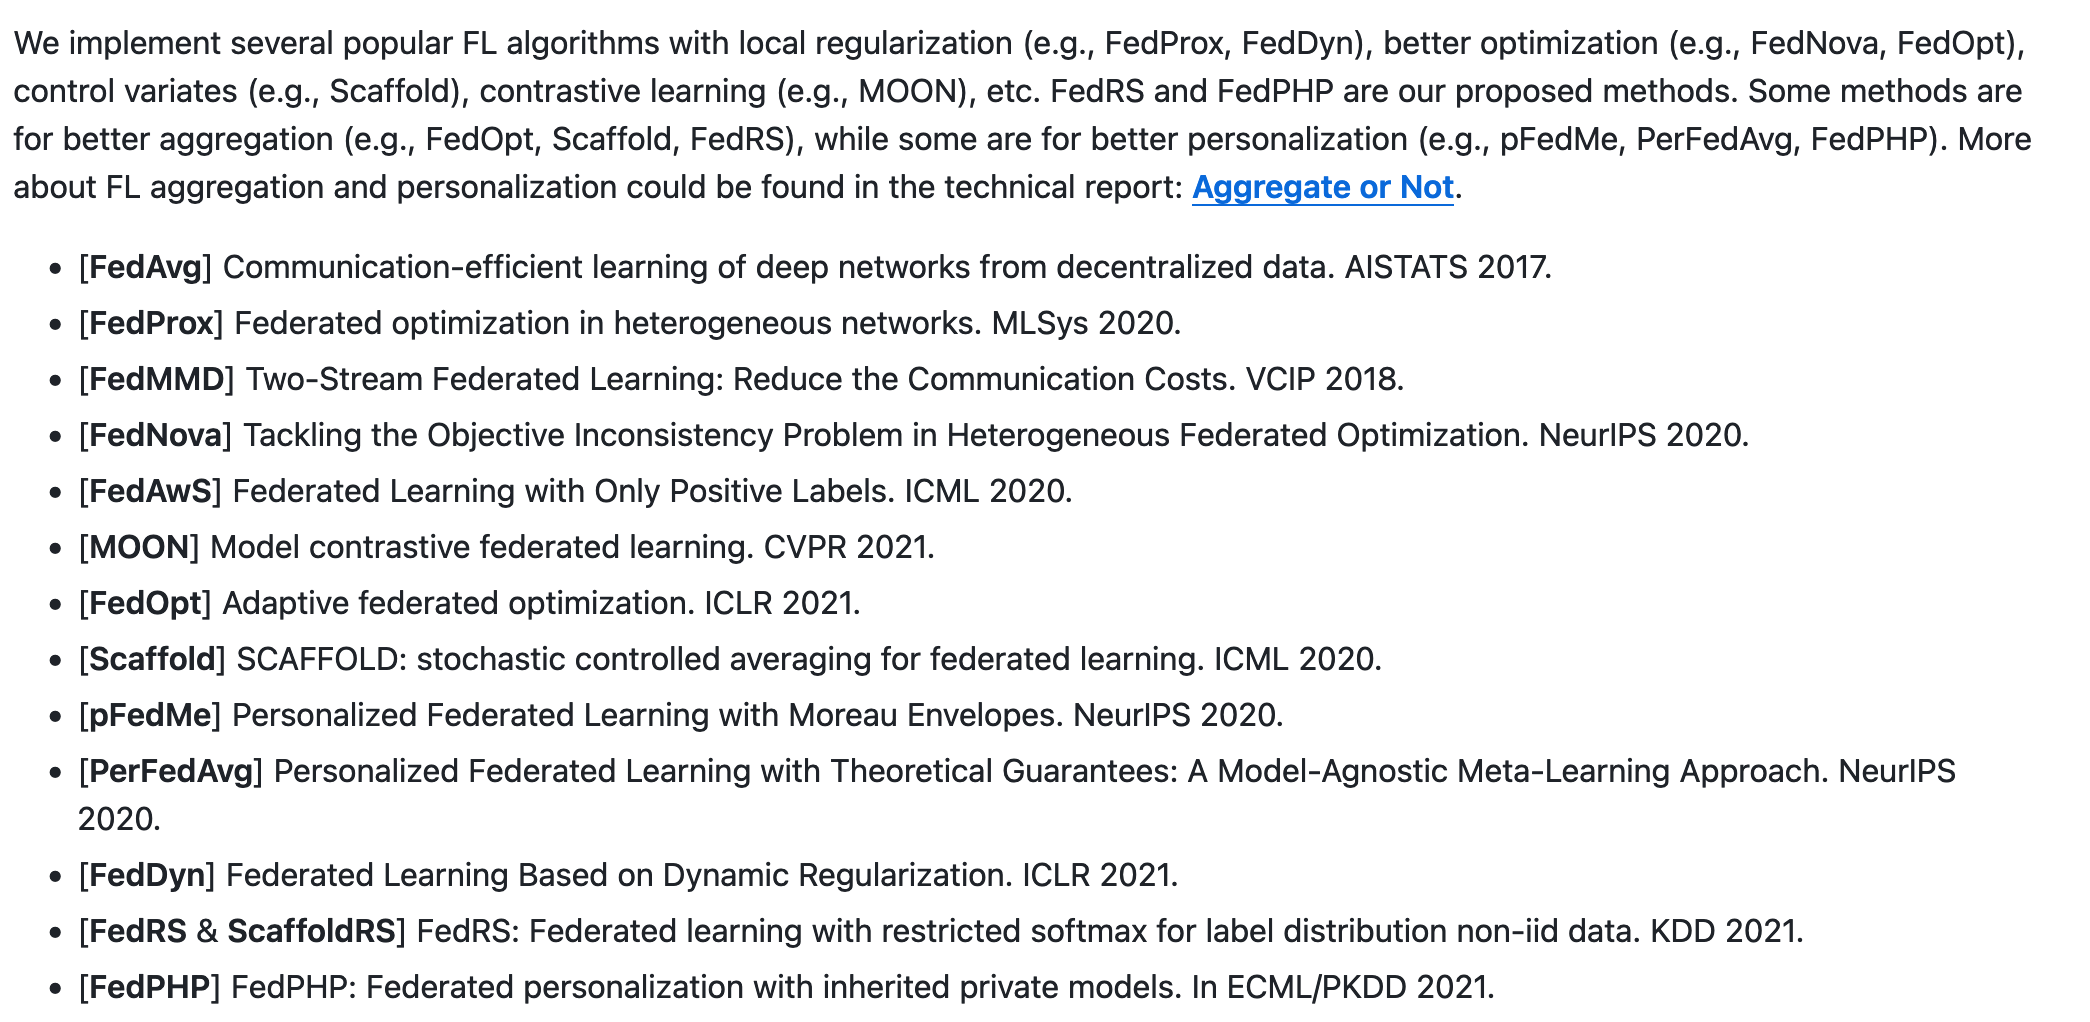 We implement several popular FL algorithms with local regularization (e.g., FedProx, FedDyn), better optimization (e.g., FedNova, FedOpt),
control variates (e.g., Scaffold), contrastive learning (e.g., MOON), etc. FedRS and FedPHP are our proposed methods. Some methods are
for better aggregation (e.g., FedOpt, Scaffold, FedRS), while some are for better personalization (e.g., pFedMe, PerFedAvg, FedPHP). More
about FL aggregation and personalization could be found in the technical report: Aggregate or Not.
• [FedAvg] Communication-efficient learning of deep networks from decentralized data. AISTATS 2017.
• [FedProx] Federated optimization in heterogeneous networks. MLSys 2020.
• [FedMMD] Two-Stream Federated Learning: Reduce the Communication Costs. VCIP 2018.
• [FedNova] Tackling the Objective Inconsistency Problem in Heterogeneous Federated Optimization. NeurIPS 2020.
• [FedAwS] Federated Learning with Only Positive Labels. ICML 2020.
• [MOON] Model contrastive federated learning. CVPR 2021.
• [FedOpt] Adaptive federated optimization. ICLR 2021.
• [Scaffold] SCAFFOLD: stochastic controlled averaging for federated learning. ICML 2020.
• [pFedMe] Personalized Federated Learning with Moreau Envelopes. NeurIPS 2020.
• [PerFedAvg] Personalized Federated Learning with Theoretical Guarantees: A Model-Agnostic Meta-Learning Approach. NeurIPS
2020.
• [FedDyn] Federated Learning Based on Dynamic Regularization. ICLR 2021.
• [FedRS & ScaffoldRS] FedRS: Federated learning with restricted softmax for label distribution non-iid data. KDD 2021.
• [FedPHP] FedPHP: Federated personalization with inherited private models. In ECML/PKDD 2021.